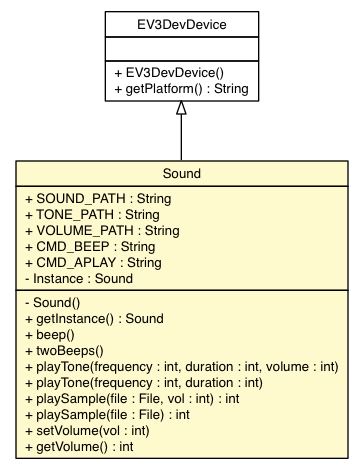 EV3DevDevice
+ EV3DevDevice()
+ getPlatform() : String
Sound
+ SOUND_PATH : String
+ TONE_PATH : String
+ VOLUME_PATH : String
+ CMD_BEEP : String
+ CMD_APLAY : String
- Instance : Sound
- Sound()
+ getInstance() : Sound
+ beep()
+ twoBeeps()
+ playTone(frequency : int, duration : int, volume : int)
+ playTone(frequency : int, duration : int)
+ playSample(file : File, vol : int) : int
+ playSample(file : File) : int
+ setVolume(vol : int)
+ getVolume() : int